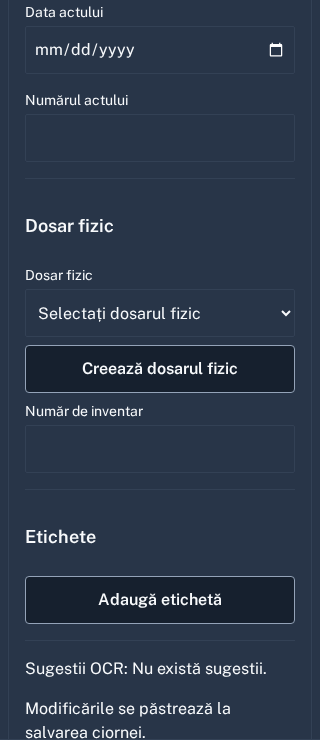 Data actului
mm/dd/yyyy
Numărul actului
Dosar fizic
Dosar fizic
Selectați dosarul fizic
Creează dosarul fizic
Număr de inventar
Etichete
Adaugă etichetă
Sugestii OCR: Nu există sugestii.
Modificările se păstrează la
salvarea ciornei.